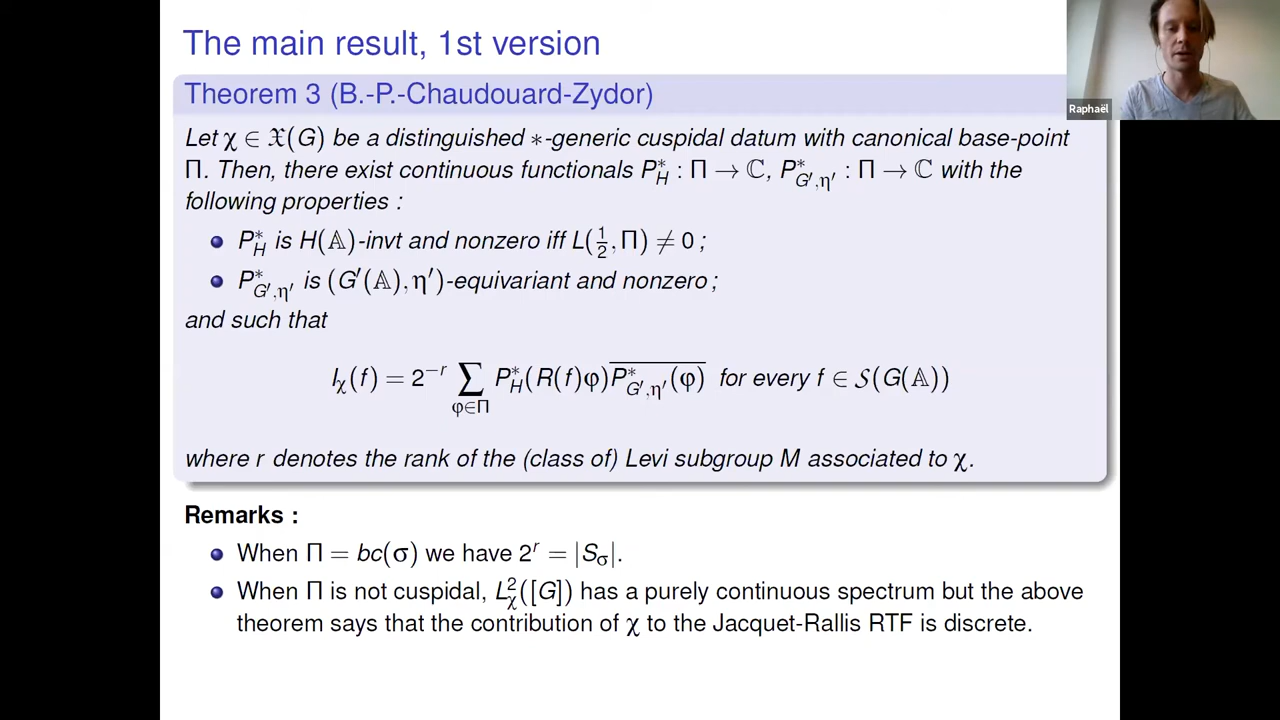 The main result, 1st version
Theorem 3 (B.-P.-Chaudouard-Zydor)
Let χ ∈ 𝔛(G) be a distinguished ∗-generic cuspidal datum with canonical base-point
Π. Then, there exist continuous functionals P*_H : Π → ℂ, P*_{G′,η′} : Π → ℂ with the
following properties :
P*_H is H(𝔸)-invt and nonzero iff L(1/2, Π) ≠ 0 ;
P*_{G′,η′} is (G′(𝔸), η′)-equivariant and nonzero ;
and such that
I_χ(f) = 2^{−r} ∑_{φ∈Π} P*_H(R(f)φ) \overline{P*_{G′,η′}(φ)} for every f ∈ 𝒮(G(𝔸))
where r denotes the rank of the (class of) Levi subgroup M associated to χ.
Remarks :
When Π = bc(σ) we have 2^r = |S_σ|.
When Π is not cuspidal, L²_χ([G]) has a purely continuous spectrum but the above
theorem says that the contribution of χ to the Jacquet-Rallis RTF is discrete.
Raphaël